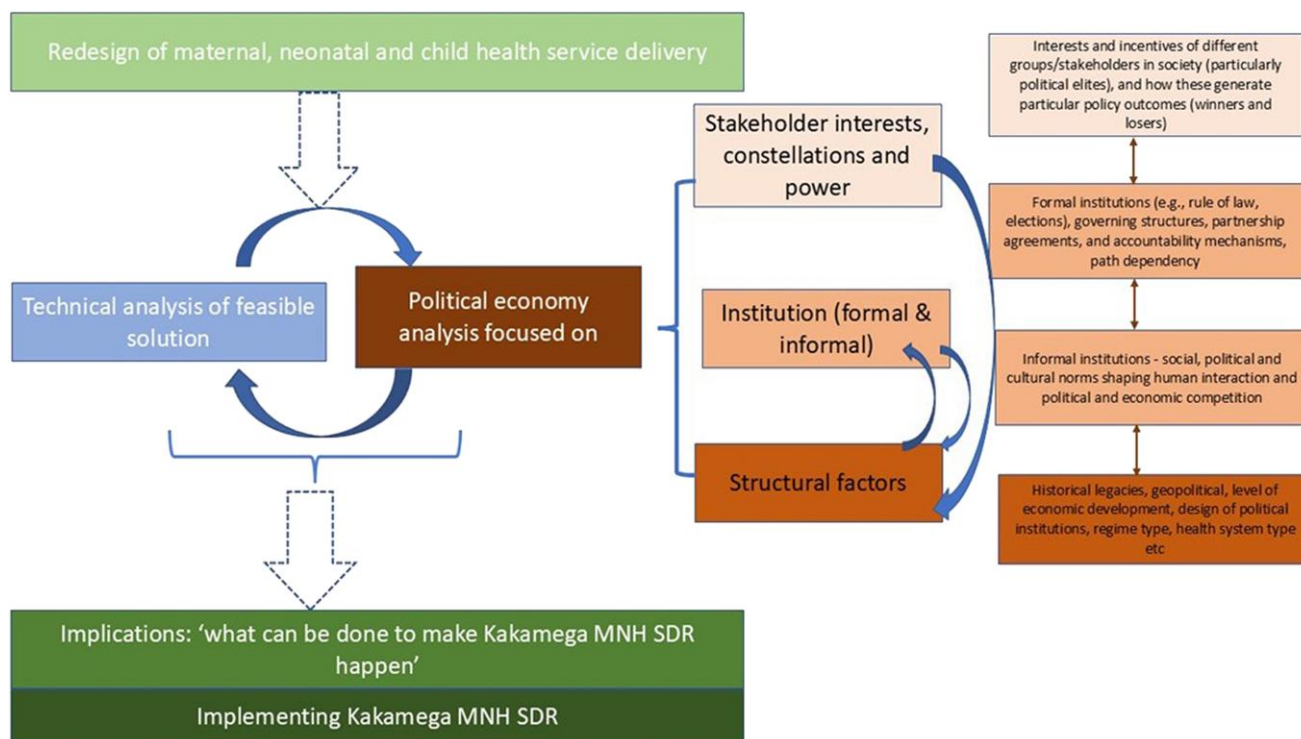 Redesign of maternal, neonatal and child health service delivery
Technical analysis of feasible
solution
Political economy
analysis focused on
Stakeholder interests,
constellations and
power
Institution (formal &
informal)
Structural factors
Interests and incentives of different
groups/stakeholders in society (particularly
political elites), and how these generate
particular policy outcomes (winners and
losers)
Formal institutions (e.g., rule of law,
elections), governing structures, partnership
agreements, and accountability mechanisms,
path dependency
Informal institutions - social, political and
cultural norms shaping human interaction and
political and economic competition
Historical legacies, geopolitical, level of
economic development, design of political
institutions, regime type, health system type
etc
Implications: ‘what can be done to make Kakamega MNH SDR
happen’
Implementing Kakamega MNH SDR